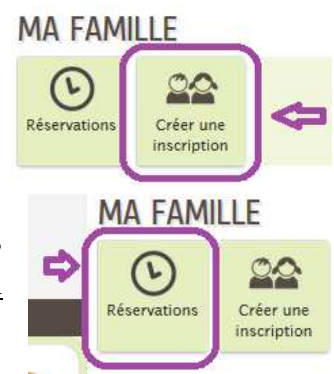 MA FAMILLE
Réservations
Créer une
inscription
MA FAMILLE
Réservations
Créer une
inscription